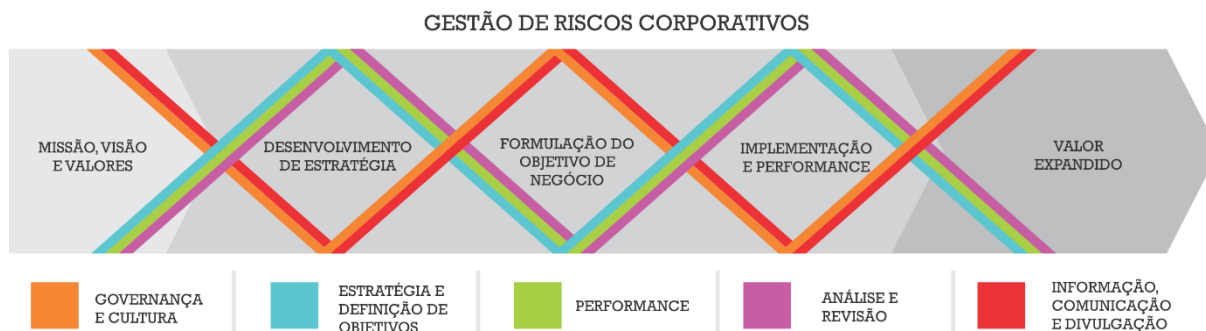 GESTÃO DE RISCOS CORPORATIVOS
MISSÃO, VISÃO
E VALORES
DESENVOLVIMENTO
DE ESTRATÉGIA
FORMULAÇÃO DO
OBJETIVO DE
NEGÓCIO
IMPLEMENTAÇÃO
E PERFORMANCE
VALOR
EXPANDIDO
GOVERNANÇA
E CULTURA
ESTRATÉGIA E
DEFINIÇÃO DE
OBJETIVOS
PERFORMANCE
ANÁLISE E
REVISÃO
INFORMAÇÃO,
COMUNICAÇÃO
E DIVULGAÇÃO